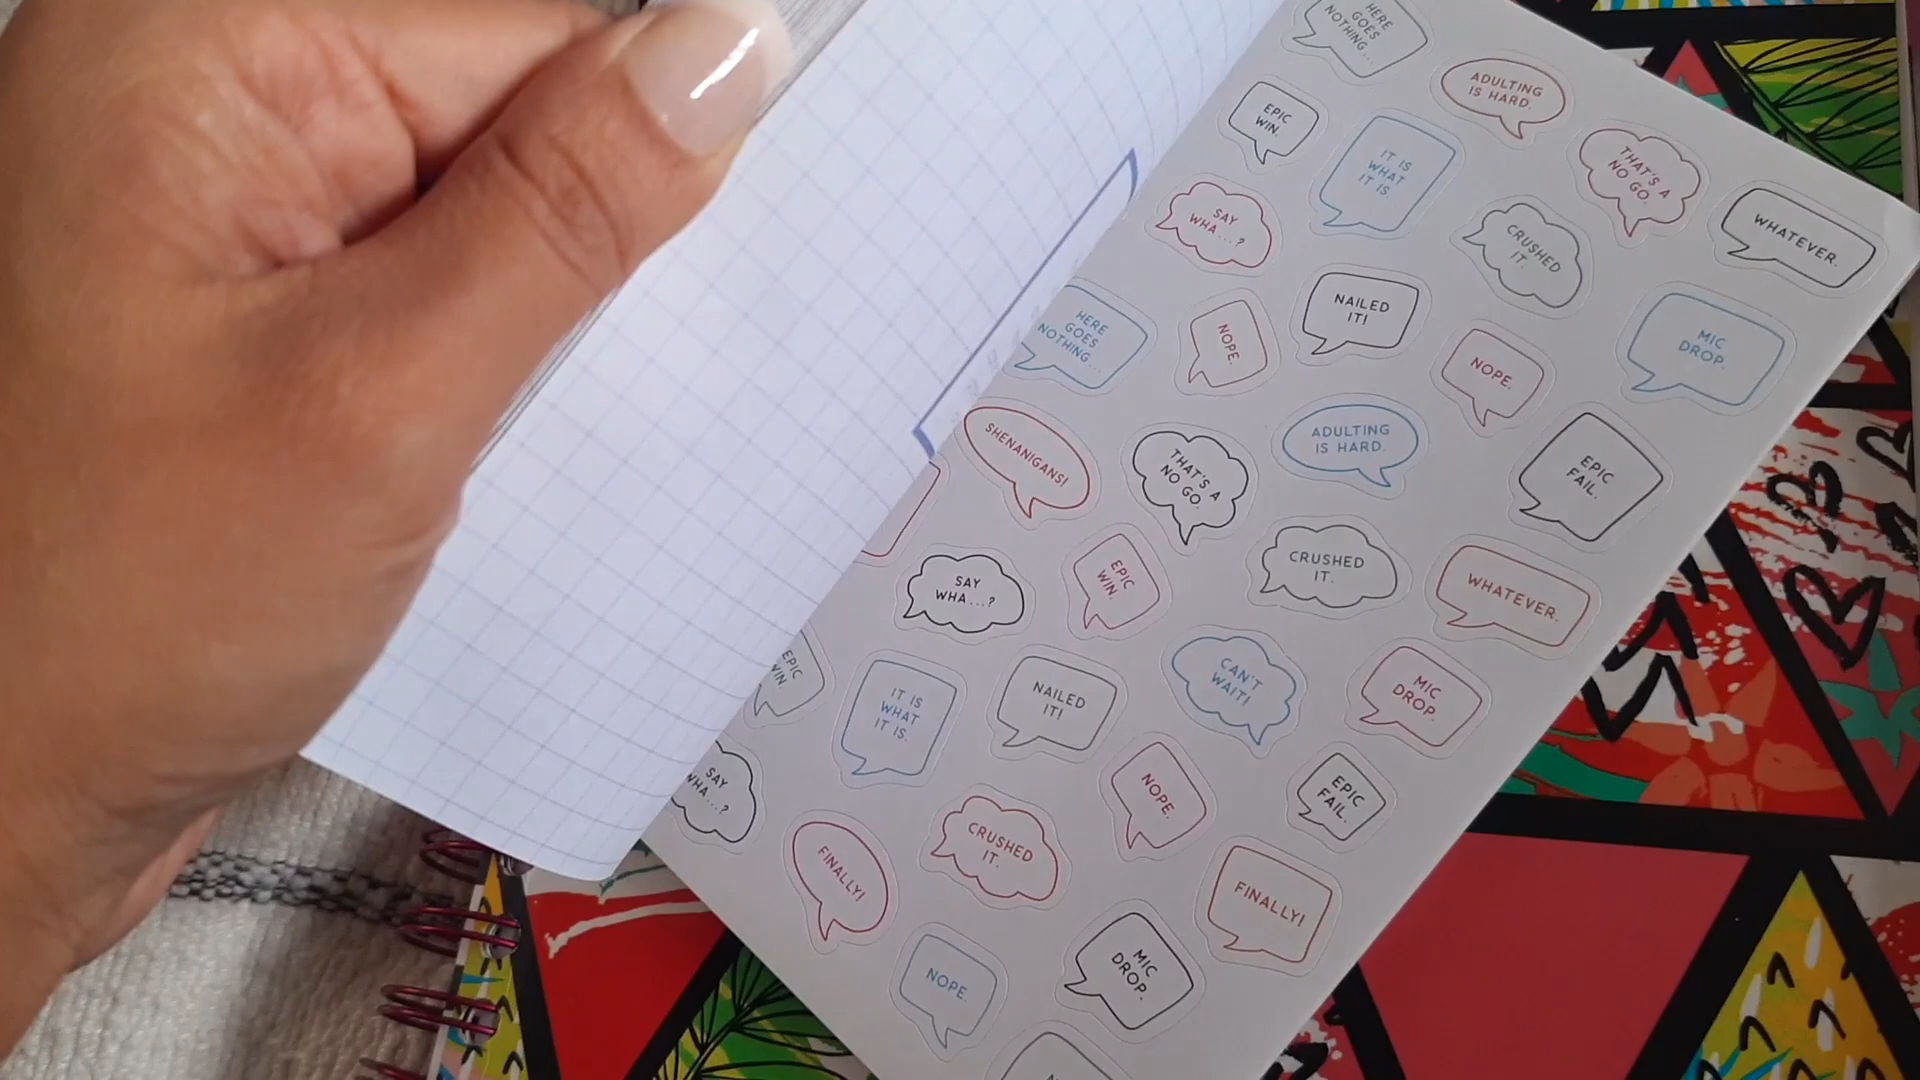 HERE
GOES
NOTHING...
ADULTING
IS HARD.
EPIC
WIN.
IT IS
WHAT
IT IS.
THAT'S A
NO GO.
WHATEVER.
SAY
WHA...?
CRUSHED
IT.
NAILED
IT!
HERE
GOES
NOTHING...
NOPE.
NOPE.
MIC
DROP.
SHENANIGANS!
THAT'S A
NO GO.
ADULTING
IS HARD.
EPIC
FAIL.
SAY
WHA...?
EPIC
WIN.
CRUSHED
IT.
WHATEVER.
EPIC
WIN
IT IS
WHAT
IT IS.
NAILED
IT!
CAN'T
WAIT!
MIC
DROP.
SAY
WHA...?
NOPE.
EPIC
FAIL.
FINALLY!
CRUSHED
IT.
FINALLY!
NOPE.
MIC
DROP.